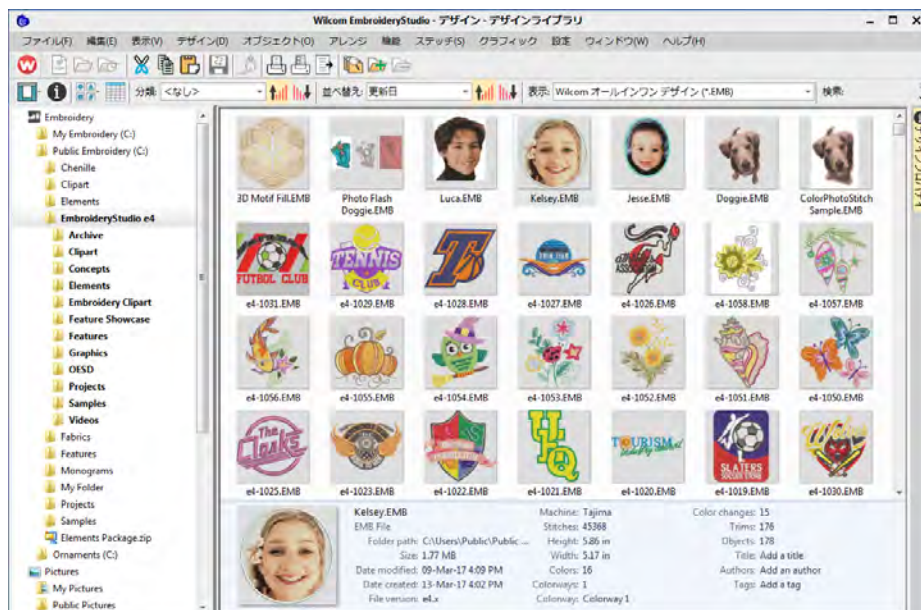 Wilcom EmbroideryStudio - デザイン - デザインライブラリ
ファイル(F) 編集(E) 表示(V) デザイン(D) オブジェクト(O) アレンジ 機能 ステッチ(S) グラフィック 設定 ウィンドウ(W) ヘルプ(H)
分類: <なし> 並べ替え: 更新日 表示: Wilcom オールインワン デザイン (*.EMB) 検索:
Embroidery
My Embroidery (C:)
Public Embroidery (C:)
Chenille
Clipart
Elements
EmbroideryStudio e4
Archive
Clipart
Concepts
Elements
Embroidery Clipart
Feature Showcase
Features
Graphics
OESD
Projects
Samples
Videos
Fabrics
Features
Monograms
My Folder
Projects
Samples
Elements Package.zip
Ornaments (C:)
Pictures
My Pictures
Public Pictures
3D Motif Fill.EMB
Photo Flash
Doggie.EMB
Luca.EMB
Kelsey.EMB
Jesse.EMB
Doggie.EMB
ColorPhotoStitch
Sample.EMB
FUTBOL CLUB
TENNIS
CLUB
e4-1031.EMB e4-1029.EMB e4-1028.EMB e4-1027.EMB e4-1026.EMB e4-1058.EMB e4-1057.EMB
e4-1056.EMB e4-1055.EMB e4-1054.EMB e4-1053.EMB e4-1052.EMB e4-1051.EMB e4-1050.EMB
The
TOURISM
SLATERS
e4-1025.EMB e4-1023.EMB e4-1022.EMB e4-1021.EMB e4-1020.EMB e4-1019.EMB e4-1030.EMB
Kelsey.EMB
EMB File
Folder path: C:\Users\Public\Public ...
Size: 1.77 MB
Date modified: 09-Mar-17 4:09 PM
Date created: 13-Mar-17 4:02 PM
File version: e4.x
Machine: Tajima
Stitches: 45368
Height: 5.86 in
Width: 5.17 in
Colors: 16
Colorways: 1
Colorway: Colorway 1
Color changes: 15
Trims: 176
Objects: 178
Title: Add a title
Authors: Add an author
Tags: Add a tag